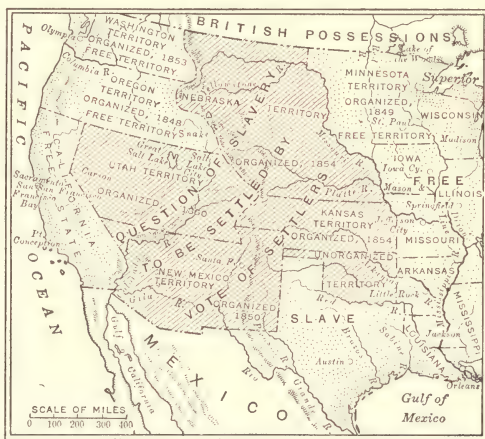 BRITISH POSSESSIONS
PACIFIC
OCEAN
WASHINGTON
TERRITORY
ORGANIZED, 1853
FREE TERRITORY
Olympia
Columbia R.
OREGON
TERRITORY
ORGANIZED, 1848
FREE TERRITORY
Snake
Yellowstone
NEBRASKA
TERRITORY
ORGANIZED, 1854
Missouri
Lake of
the Woods
Superior
MINNESOTA
TERRITORY
ORGANIZED,
1849
St. Paul
FREE TERRITORY
WISCONSIN
Madison
IOWA
Iowa Cy.
FREE
ILLINOIS
Springfield
Platte R.
QUESTION OF SLAVERY
TO BE SETTLED BY
VOTE OF SETTLERS
Great
Salt Lake
Salt
Lake
City
UTAH TERRITORY
Carson
ORGANIZED, 1850
CALIFORNIA
FREE STATE
Sacramento
San Francisco
Bay
Pt.
Conception
KANSAS
TERRITORY
ORGANIZED 1854
UNORGANIZED
TERRITORY
City
MISSOURI
ARKANSAS
Little Rock
Santa Fe
NEW MEXICO
TERRITORY
ORGANIZED
1850
Gila R.
Red
R.
SLAVE
MISSISSIPPI
Jackson
LOUISIANA
Orleans
Sabine
Brazos
Austin
Rio
Grande
R.
MEXICO
Gulf of
California
Gulf of
Mexico
SCALE OF MILES
0 100 200 300 400